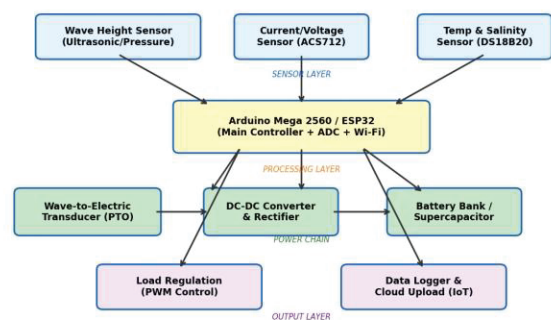 Wave Height Sensor
(Ultrasonic/Pressure)
Current/Voltage
Sensor (ACS712)
Temp & Salinity
Sensor (DS18B20)
SENSOR LAYER
Arduino Mega 2560 / ESP32
(Main Controller + ADC + Wi-Fi)
PROCESSING LAYER
Wave-to-Electric
Transducer (PTO)
DC-DC Converter
& Rectifier
Battery Bank /
Supercapacitor
POWER CHAIN
Load Regulation
(PWM Control)
Data Logger &
Cloud Upload (IoT)
OUTPUT LAYER